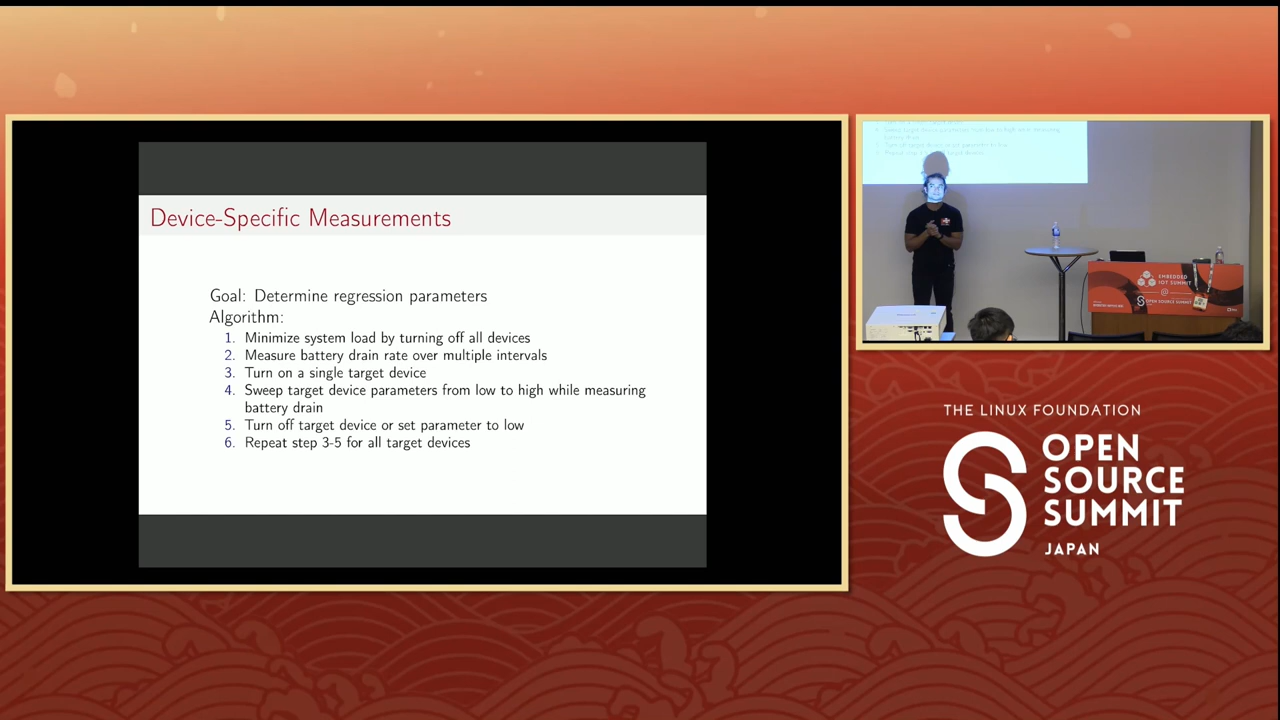 Device-Specific Measurements
Goal: Determine regression parameters
Algorithm:
1. Minimize system load by turning off all devices
2. Measure battery drain rate over multiple intervals
3. Turn on a single target device
4. Sweep target device parameters from low to high while measuring
battery drain
5. Turn off target device or set parameter to low
6. Repeat step 3-5 for all target devices
EMBEDDED
IOT SUMMIT
@
OPEN SOURCE SUMMIT
THE LINUX FOUNDATION
OPEN
SOURCE
SUMMIT
JAPAN